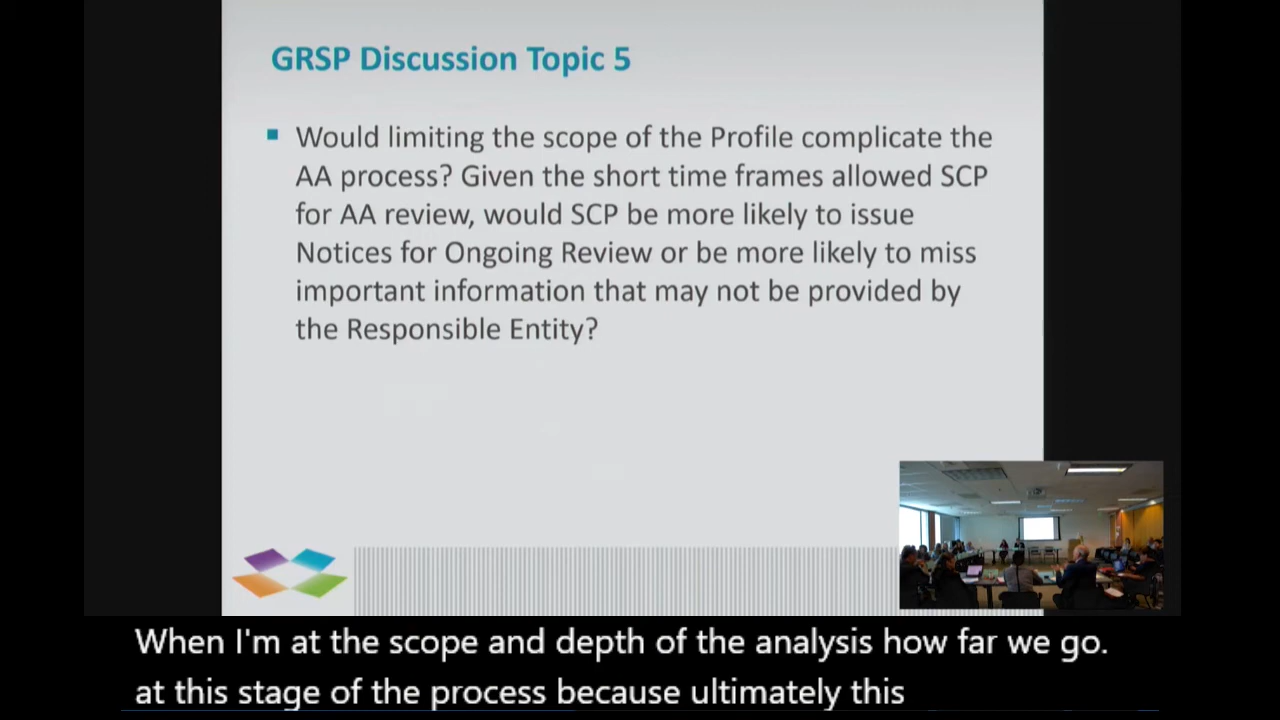 GRSP Discussion Topic 5
Would limiting the scope of the Profile complicate the
AA process? Given the short time frames allowed SCP
for AA review, would SCP be more likely to issue
Notices for Ongoing Review or be more likely to miss
important information that may not be provided by
the Responsible Entity?
When I'm at the scope and depth of the analysis how far we go.
at this stage of the process because ultimately this